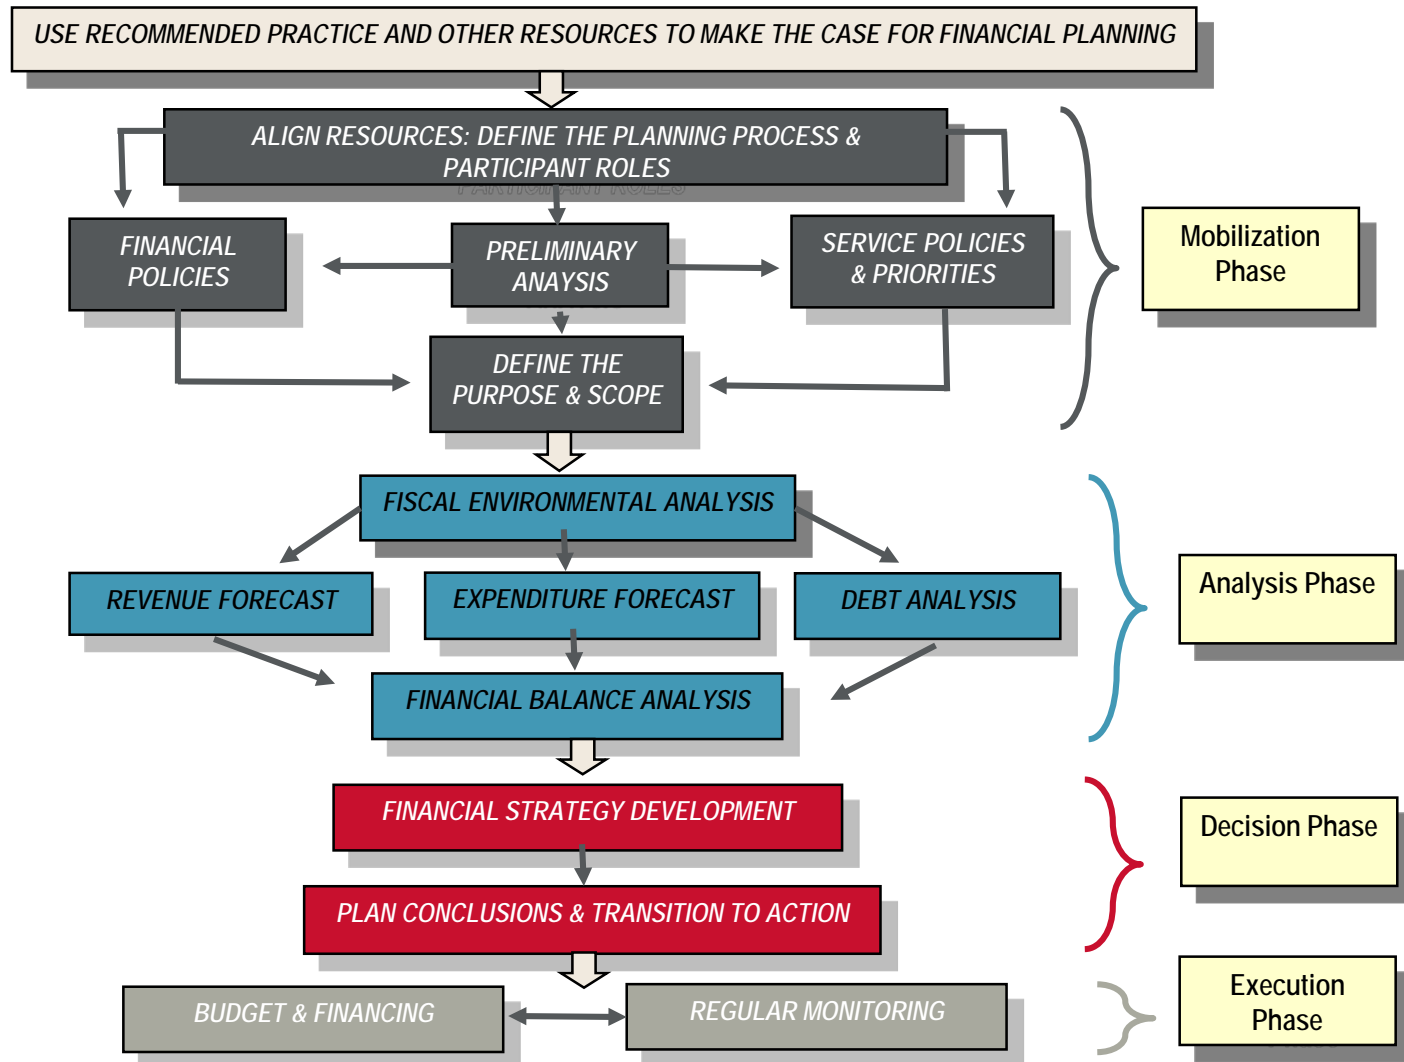 USE RECOMMENDED PRACTICE AND OTHER RESOURCES TO MAKE THE CASE FOR FINANCIAL PLANNING
ALIGN RESOURCES: DEFINE THE PLANNING PROCESS &
PARTICIPANT ROLES
FINANCIAL
POLICIES
PRELIMINARY
ANAYSIS
SERVICE POLICIES
& PRIORITIES
Mobilization
Phase
DEFINE THE
PURPOSE & SCOPE
FISCAL ENVIRONMENTAL ANALYSIS
REVENUE FORECAST
EXPENDITURE FORECAST
DEBT ANALYSIS
Analysis Phase
FINANCIAL BALANCE ANALYSIS
FINANCIAL STRATEGY DEVELOPMENT
Decision Phase
PLAN CONCLUSIONS & TRANSITION TO ACTION
BUDGET & FINANCING
REGULAR MONITORING
Execution
Phase